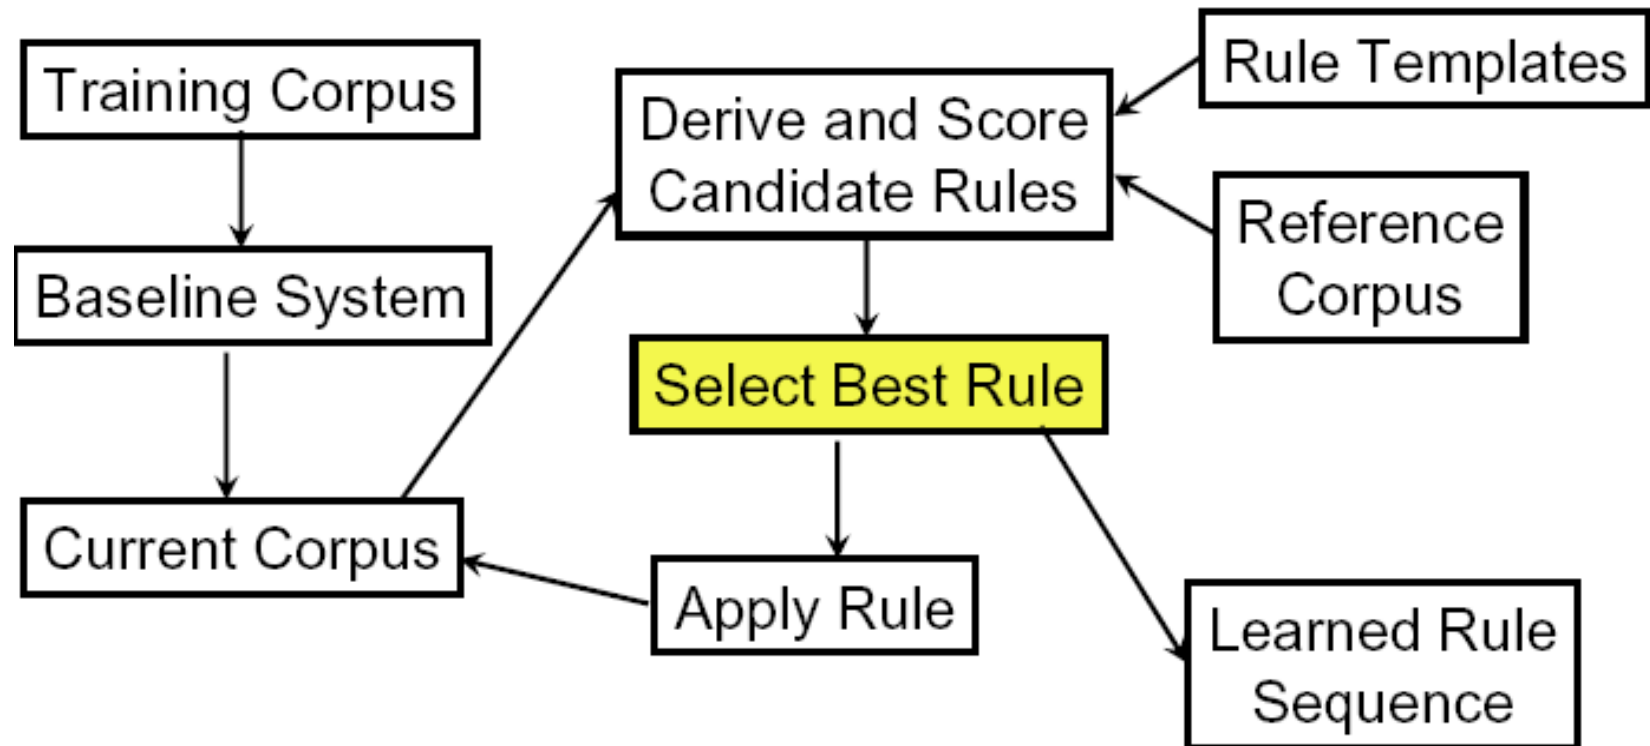 Training Corpus
Baseline System
Current Corpus
Derive and Score
Candidate Rules
Select Best Rule
Apply Rule
Rule Templates
Reference
Corpus
Learned Rule
Sequence